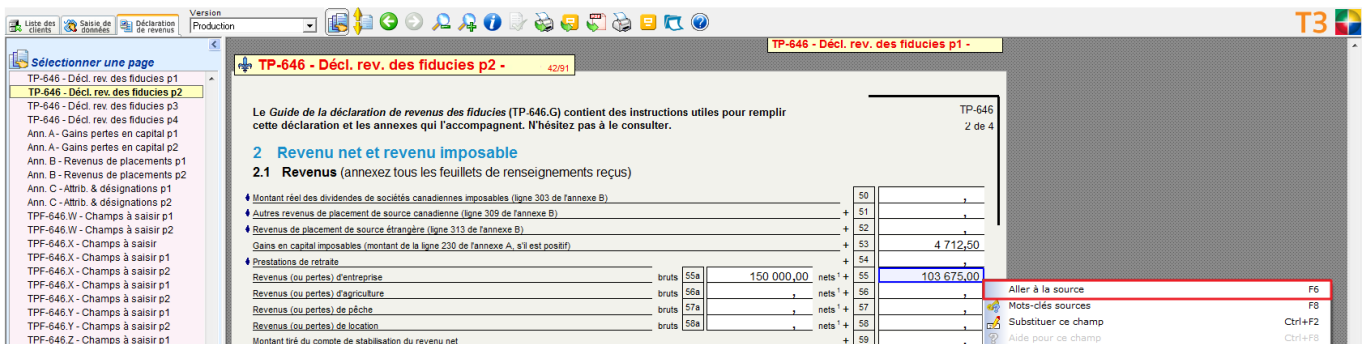 Version
Liste des clients
Saisie de données
Déclaration de revenus
Production
T3
Sélectionner une page
TP-646 - Décl. rev. des fiducies p1
TP-646 - Décl. rev. des fiducies p2
TP-646 - Décl. rev. des fiducies p3
TP-646 - Décl. rev. des fiducies p4
Ann. A - Gains pertes en capital p1
Ann. A - Gains pertes en capital p2
Ann. B - Revenus de placements p1
Ann. B - Revenus de placements p2
Ann. C - Attrib. & désignations p1
Ann. C - Attrib. & désignations p2
TPF-646.W - Champs à saisir p1
TPF-646.W - Champs à saisir p2
TPF-646.X - Champs à saisir
TPF-646.X - Champs à saisir p1
TPF-646.X - Champs à saisir p2
TPF-646.X - Champs à saisir p1
TPF-646.X - Champs à saisir p2
TPF-646.Y - Champs à saisir p1
TPF-646.Y - Champs à saisir p2
TPF-646.Z - Champs à saisir p1
TP-646 - Décl. rev. des fiducies p1 -
TP-646 - Décl. rev. des fiducies p2 - 42/91
Le Guide de la déclaration de revenus des fiducies (TP-646.G) contient des instructions utiles pour remplir
cette déclaration et les annexes qui l'accompagnent. N'hésitez pas à le consulter.
TP-646
2 de 4
2 Revenu net et revenu imposable
2.1 Revenus (annexez tous les feuillets de renseignements reçus)
Montant réel des dividendes de sociétés canadiennes imposables (ligne 303 de l'annexe B) 50 ,
Autres revenus de placement de source canadienne (ligne 309 de l'annexe B) + 51 ,
Revenus de placement de source étrangère (ligne 313 de l'annexe B) + 52 ,
Gains en capital imposables (montant de la ligne 230 de l'annexe A, s'il est positif) + 53 4 712,50
Prestations de retraite + 54 ,
Revenus (ou pertes) d'entreprise bruts 55a 150 000,00 nets 1 + 55 103 675,00
Revenus (ou pertes) d'agriculture bruts 56a , nets 1 + 56 ,
Revenus (ou pertes) de pêche bruts 57a , nets 1 + 57 ,
Revenus (ou pertes) de location bruts 58a , nets 1 + 58 ,
Montant tiré du compte de stabilisation du revenu net + 59 ,
Aller à la source F6
Mots-clés sources F8
Substituer ce champ Ctrl+F2
Aide pour ce champ Ctrl+F8